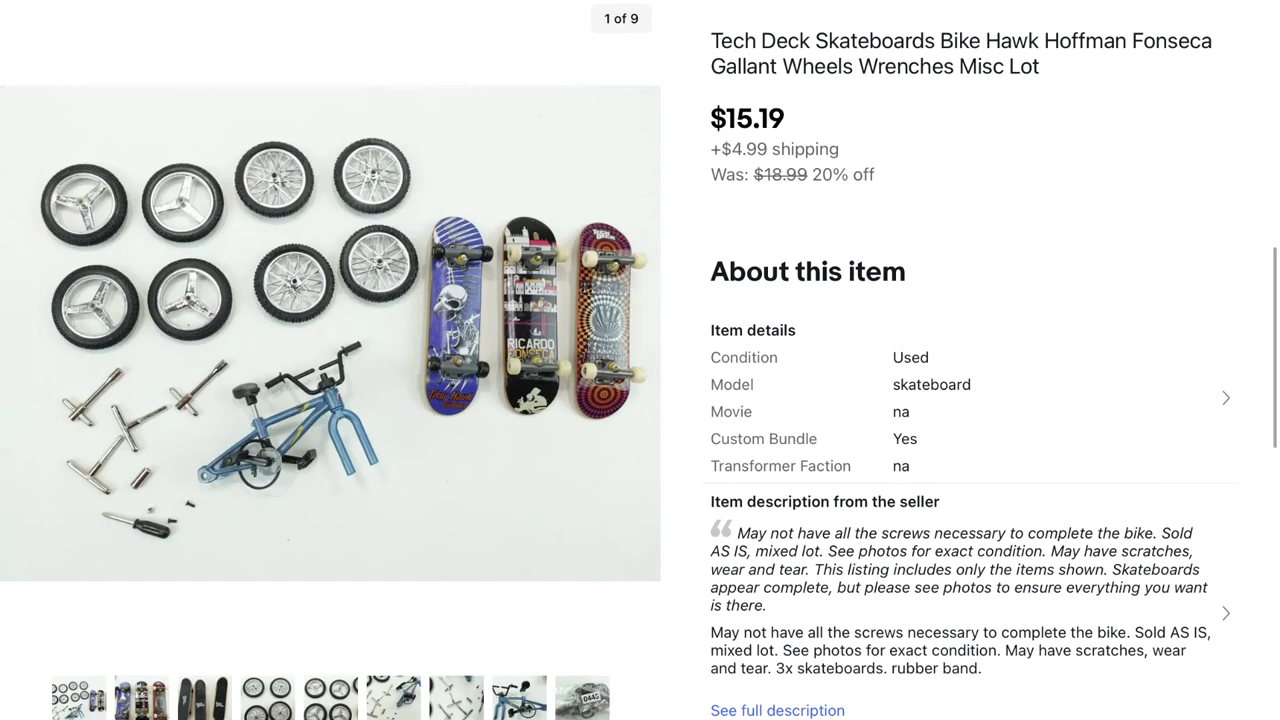 1 of 9
Tech Deck Skateboards Bike Hawk Hoffman Fonseca
Gallant Wheels Wrenches Misc Lot
$15.19
+$4.99 shipping
Was: $18.99 20% off
About this item
Item details
Condition Used
Model skateboard
Movie na
Custom Bundle Yes
Transformer Faction na
Item description from the seller
May not have all the screws necessary to complete the bike. Sold
AS IS, mixed lot. See photos for exact condition. May have scratches,
wear and tear. This listing includes only the items shown. Skateboards
appear complete, but please see photos to ensure everything you want
is there.
May not have all the screws necessary to complete the bike. Sold AS IS,
mixed lot. See photos for exact condition. May have scratches, wear
and tear. 3x skateboards. rubber band.
See full description
RICARDO
FONSECA
Tony Hawk
0445